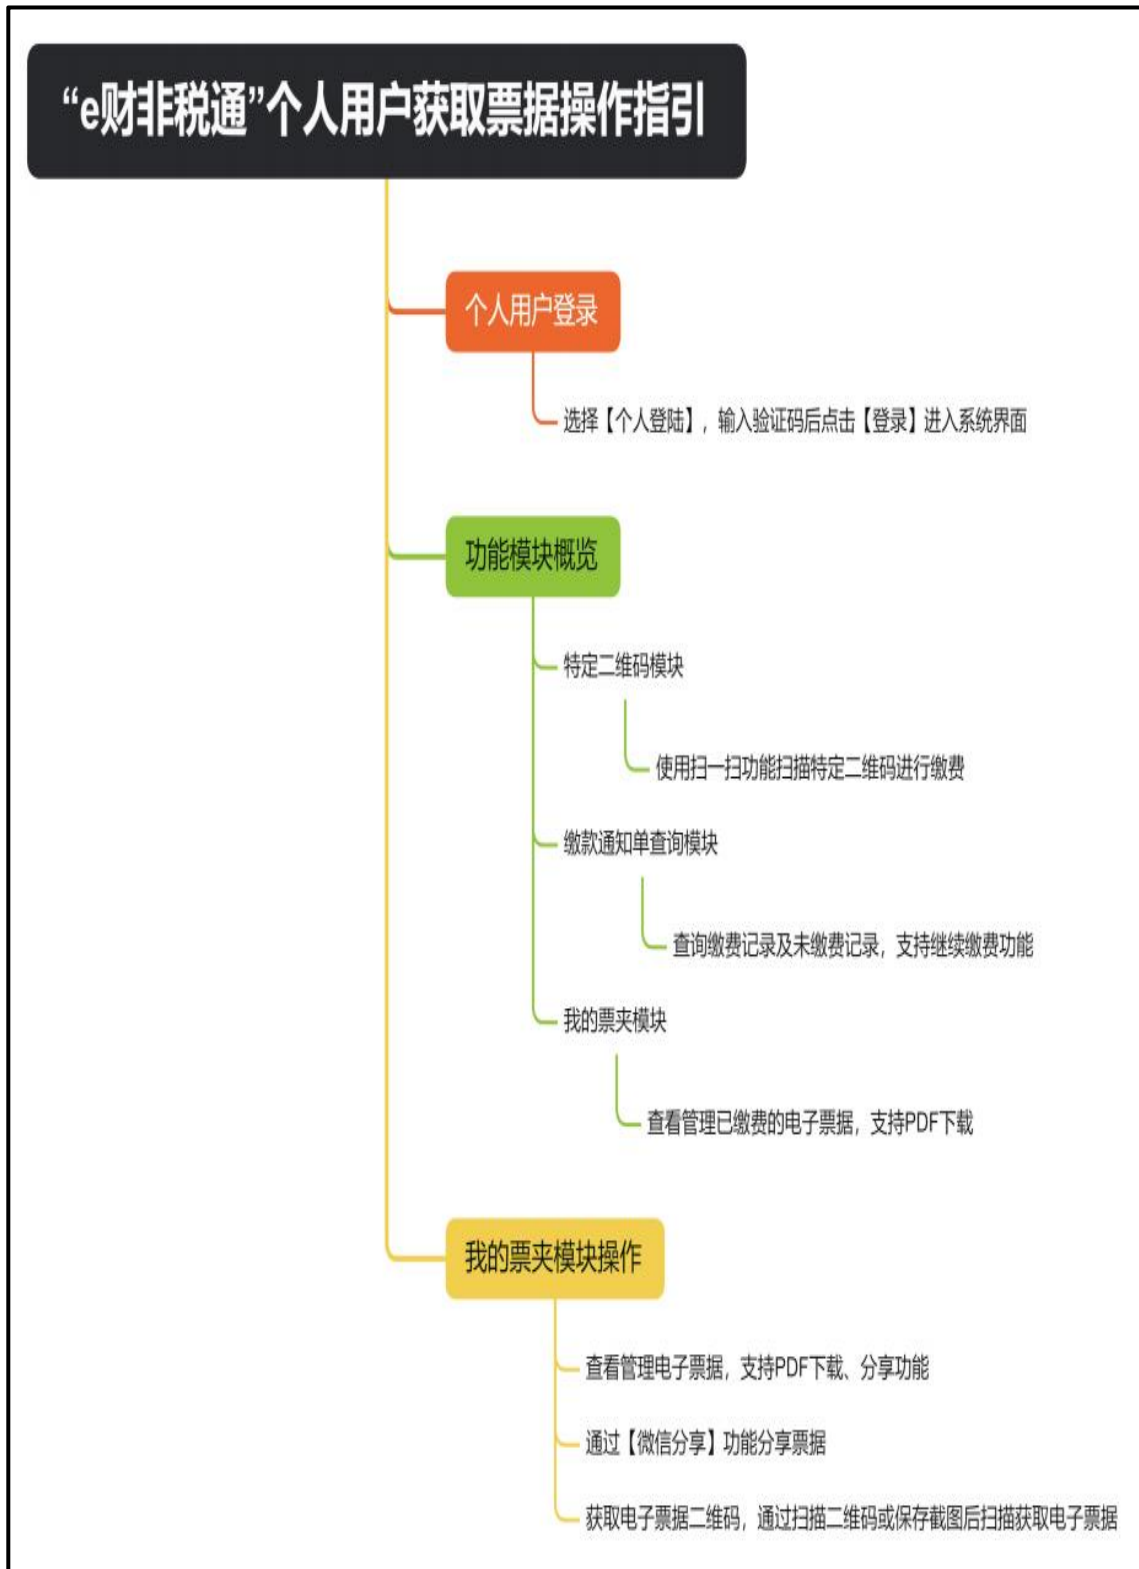 “e财非税通”个人用户获取票据操作指引
个人用户登录
选择【个人登陆】，输入验证码后点击【登录】进入系统界面
功能模块概览
特定二维码模块
使用扫一扫功能扫描特定二维码进行缴费
缴款通知单查询模块
查询缴费记录及未缴费记录，支持继续缴费功能
我的票夹模块
查看管理已缴费的电子票据，支持PDF下载
我的票夹模块操作
查看管理电子票据，支持PDF下载、分享功能
通过【微信分享】功能分享票据
获取电子票据二维码，通过扫描二维码或保存截图后扫描获取电子票据